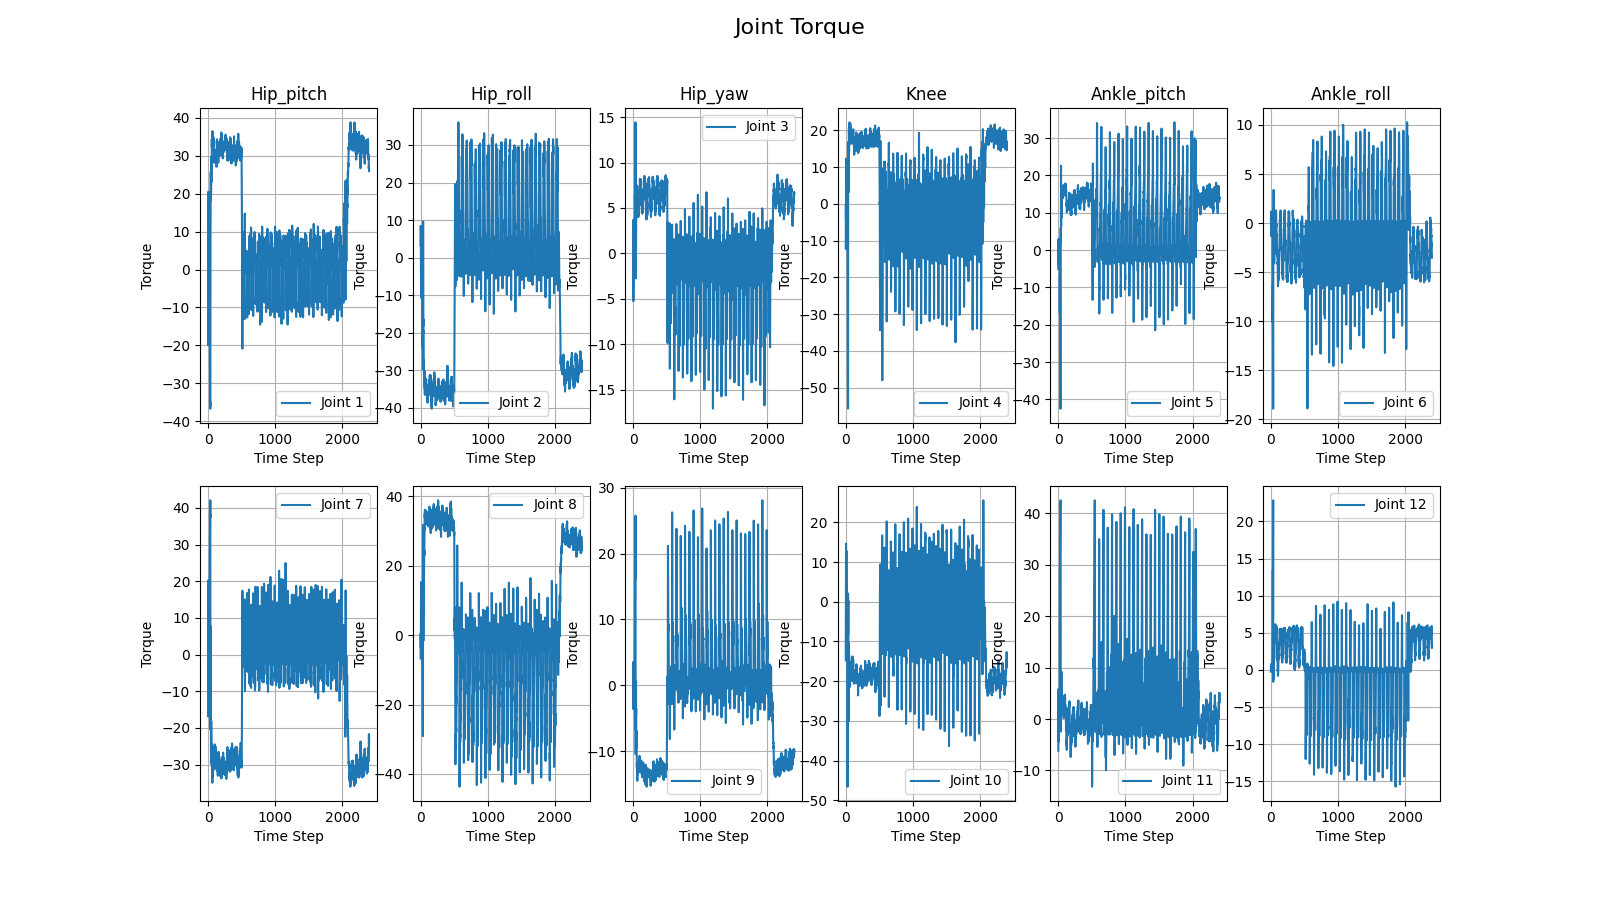 Joint Torque
Hip_pitch Hip_roll Hip_yaw Knee Ankle_pitch Ankle_roll
Torque
40
30
20
10
0
−10
−20
−30
−40
0 1000 2000
Time Step
Joint 1
Torque
30
20
10
0
−10
−20
−30
−40
0 1000 2000
Time Step
Joint 2
Torque
15
10
5
0
−5
−10
−15
0 1000 2000
Time Step
Joint 3
Torque
20
10
0
−10
−20
−30
−40
−50
0 1000 2000
Time Step
Joint 4
Torque
30
20
10
0
−10
−20
−30
−40
0 1000 2000
Time Step
Joint 5
Torque
10
5
0
−5
−10
−15
−20
0 1000 2000
Time Step
Joint 6
Torque
40
30
20
10
0
−10
−20
−30
0 1000 2000
Time Step
Joint 7
Torque
40
20
0
−20
−40
0 1000 2000
Time Step
Joint 8
Torque
30
20
10
0
−10
0 1000 2000
Time Step
Joint 9
Torque
20
10
0
−10
−20
−30
−40
−50
0 1000 2000
Time Step
Joint 10
Torque
40
30
20
10
0
−10
0 1000 2000
Time Step
Joint 11
Torque
20
15
10
5
0
−5
−10
−15
0 1000 2000
Time Step
Joint 12